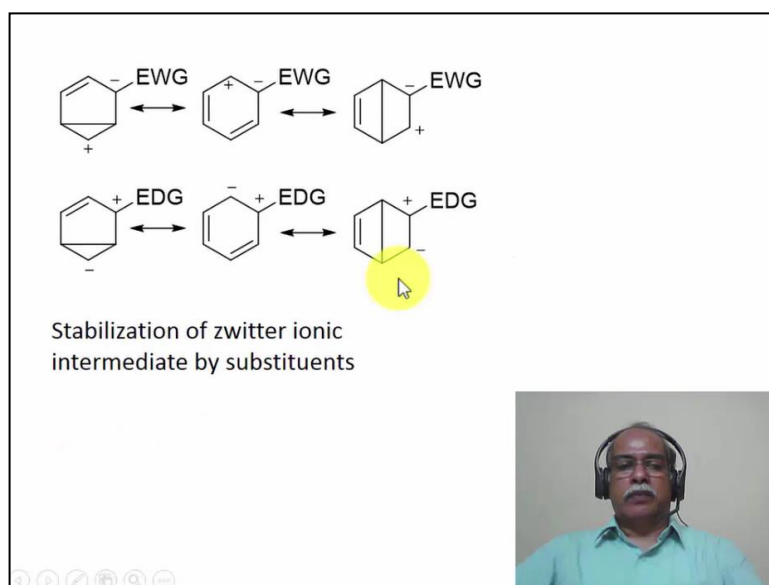 EWG EWG EWG
EDG EDG EDG
Stabilization of zwitter ionic
intermediate by substituents